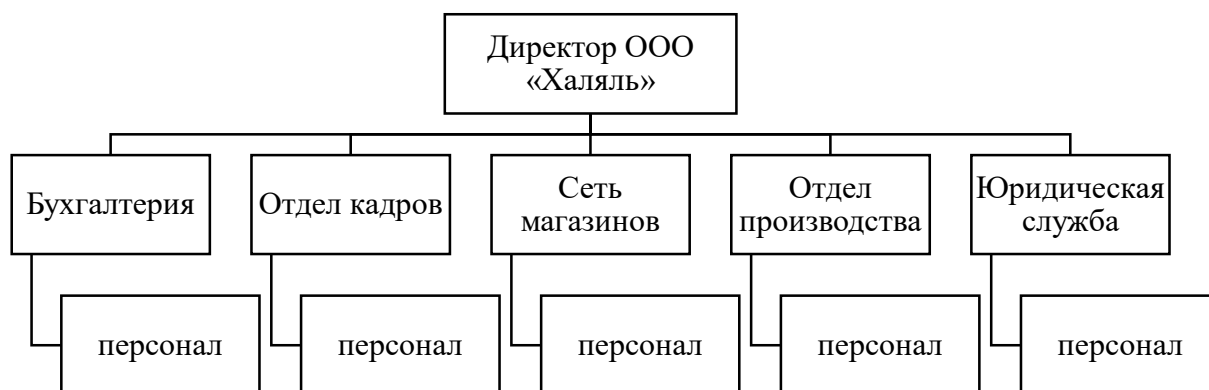 Директор ООО
«Халяль»
Бухгалтерия
Отдел кадров
Сеть
магазинов
Отдел
производства
Юридическая
служба
персонал
персонал
персонал
персонал
персонал